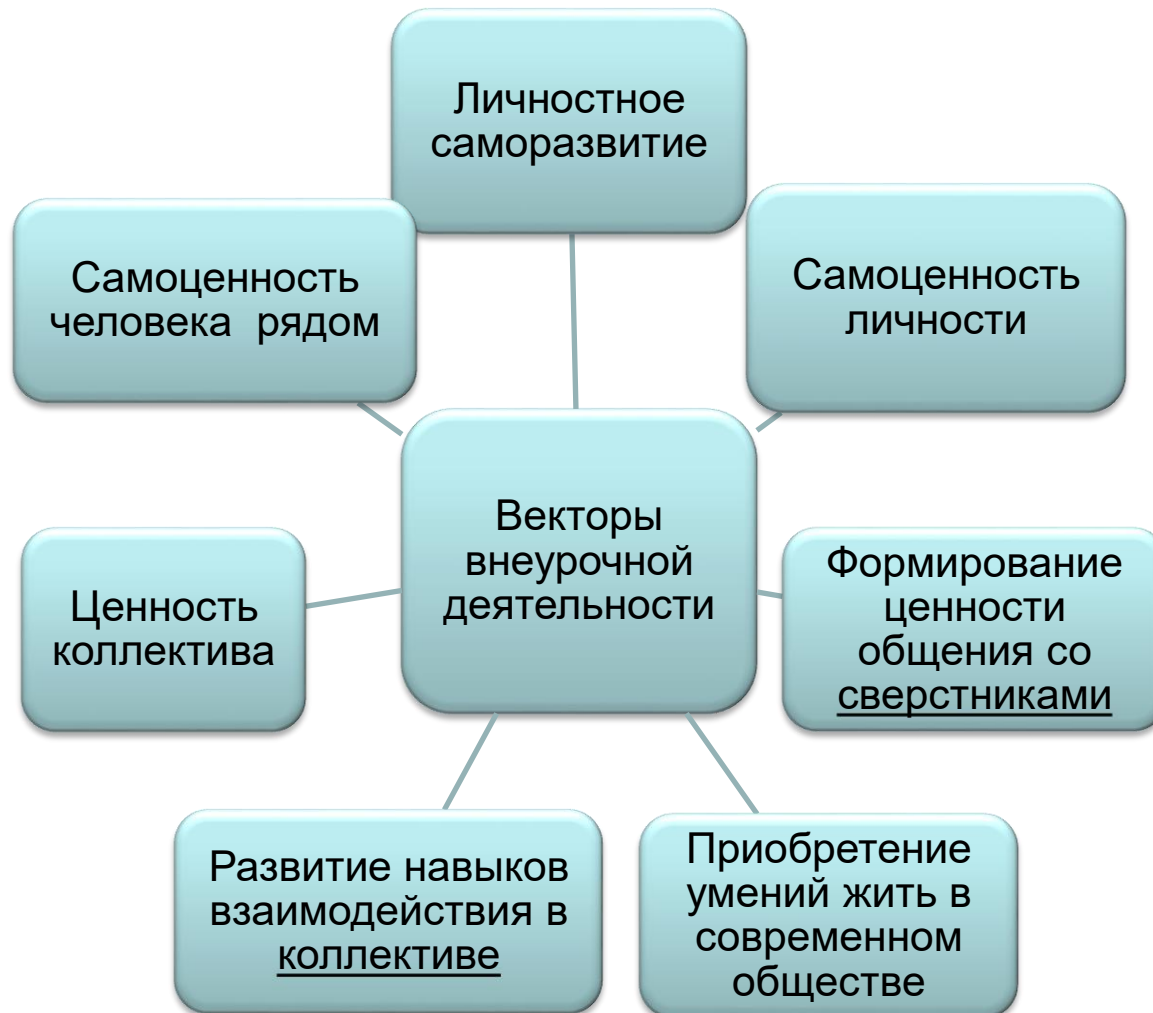 Личностное
саморазвитие
Самоценность
человека  рядом
Самоценность
личности
Векторы
внеурочной
деятельности
Ценность
коллектива
Формирование
ценности
общения со
сверстниками
Развитие навыков
взаимодействия в
коллективе
Приобретение
умений жить в
современном
обществе